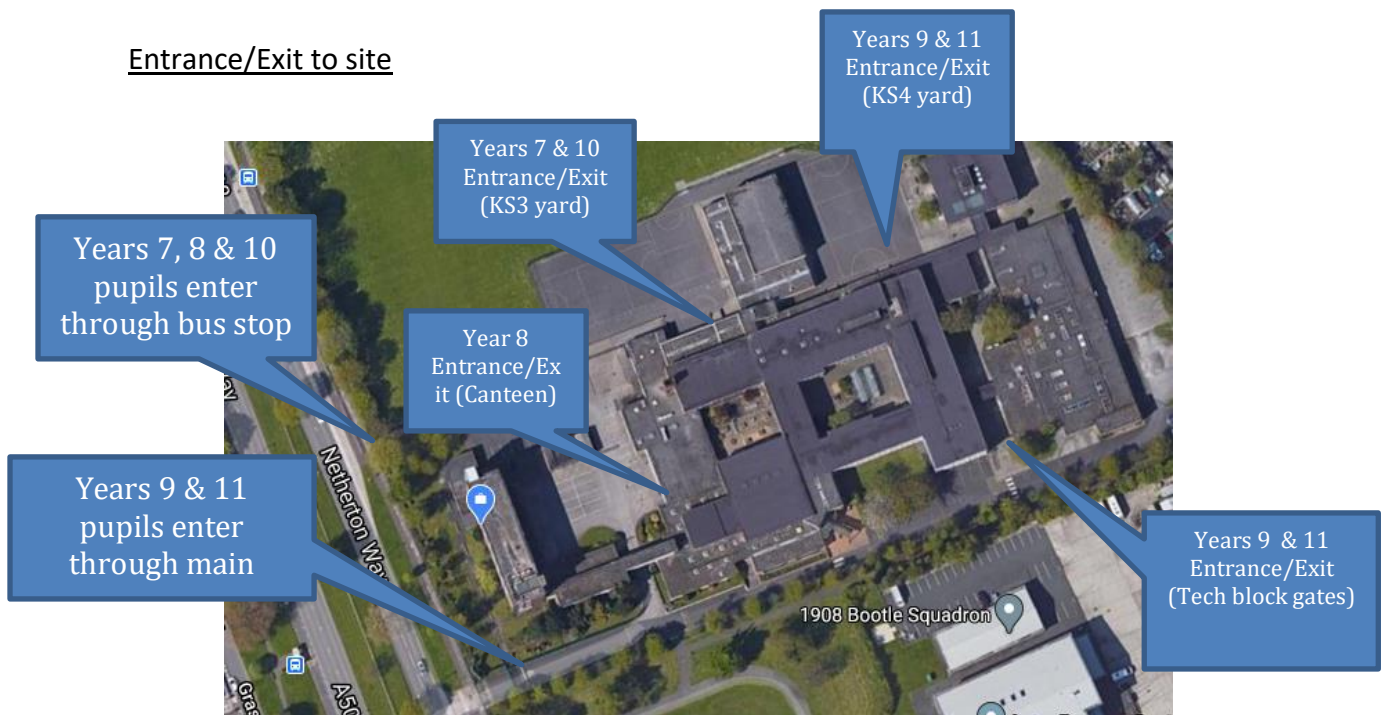 Entrance/Exit to site
Years 9 & 11
Entrance/Exit
(KS4 yard)
Years 7 & 10
Entrance/Exit
(KS3 yard)
Years 7, 8 & 10
pupils enter
through bus stop
Year 8
Entrance/Ex
it (Canteen)
Netherton Way
Years 9 & 11
pupils enter
through main
Years 9 & 11
Entrance/Exit
(Tech block gates)
1908 Bootle Squadron
A50
Gras